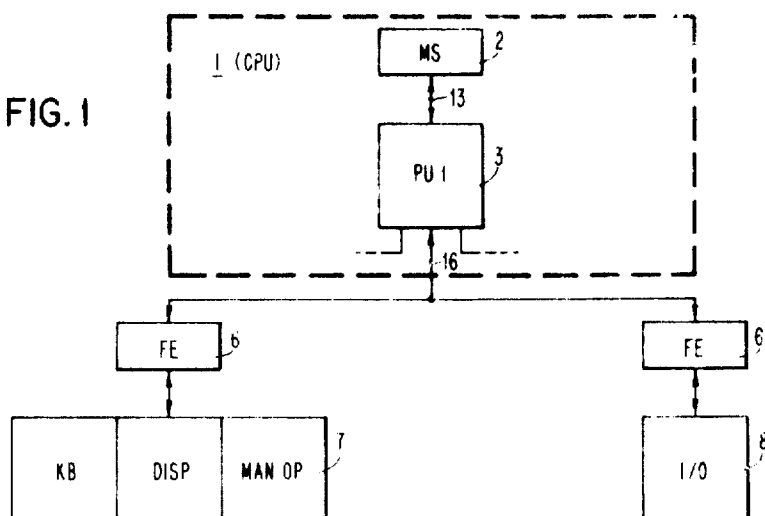 FIG. 1
1 (CPU)
MS
2
13
PU 1
3
16
FE
6
FE
6
KB
DISP
MAN OP
7
I/O
8